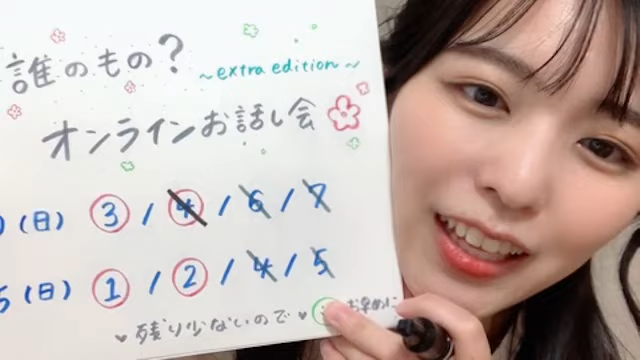 誰のもの？
~extra edition~
オンラインお話し会
(日) 3 / 4 / 6 / 7
5 (日) 1 / 2 / 4 / 5
♥ 残り少ないので ♥ お早めに